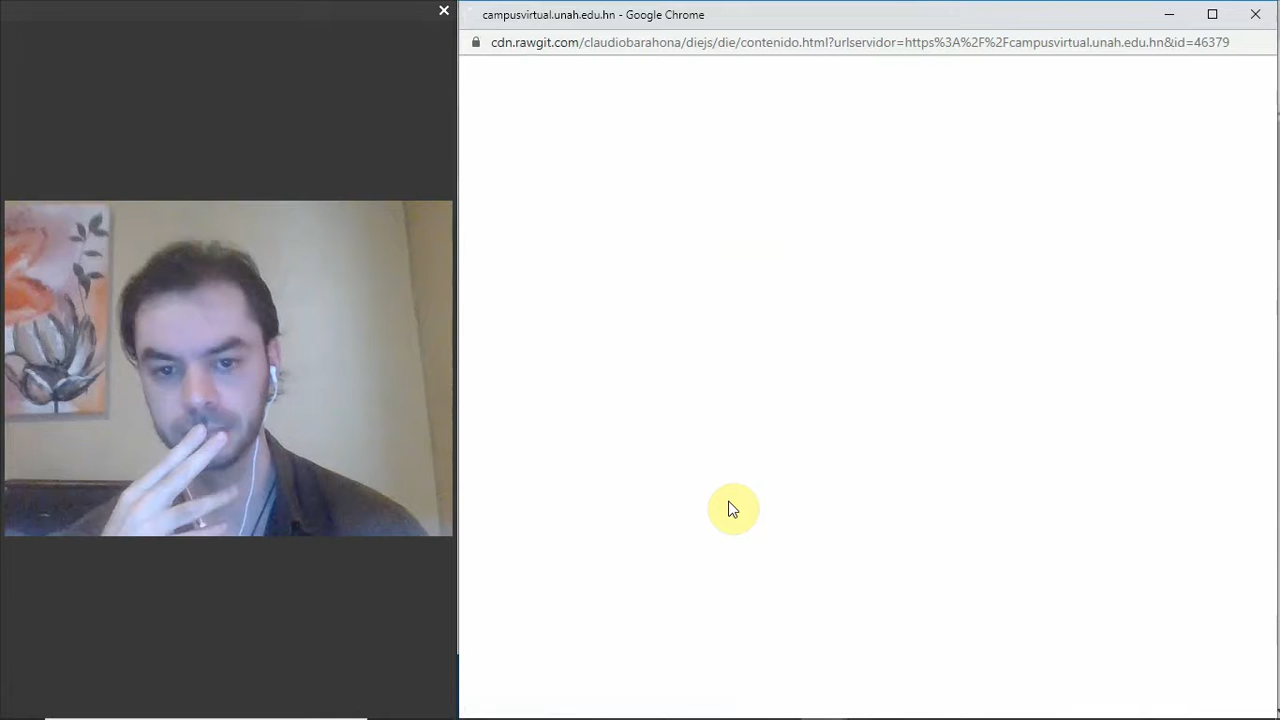 campusvirtual.unah.edu.hn - Google Chrome
cdn.rawgit.com/claudiobarahona/diejs/die/contenido.html?urlservidor=https%3A%2F%2Fcampusvirtual.unah.edu.hn&id=46379